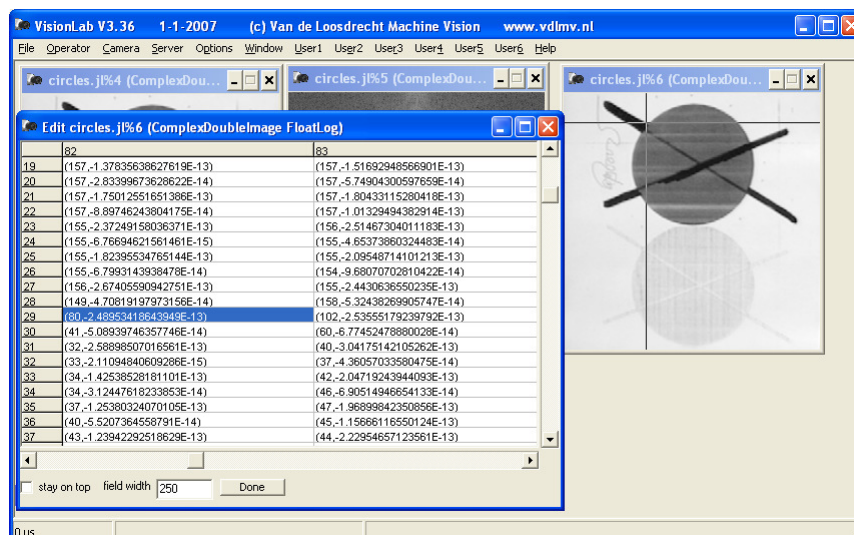 VisionLab V3.36 1-1-2007 (c) Van de Loosdrecht Machine Vision www.vdlmv.nl
File Operator Camera Server Options Window User1 User2 User3 User4 User5 User6 Help
circles.jl%4 (ComplexDou... circles.jl%5 (ComplexDou... circles.jl%6 (ComplexDou...
Edit circles.jl%6 (ComplexDoubleImage FloatLog)
82 83
19 (157,-1.37835638627619E-13) (157,-1.51692948566901E-13)
20 (157,-2.83399673628622E-14) (157,-5.74904300597659E-14)
21 (157,-1.75012551651386E-13) (157,-1.80433115280418E-13)
22 (157,-8.89746243804175E-14) (157,-1.01329494382914E-13)
23 (155,-2.37249158036371E-13) (156,-2.51467304011183E-13)
24 (155,-6.76694621561461E-15) (155,-4.65373860324483E-14)
25 (155,-1.82395534765144E-13) (155,-2.09548714101213E-13)
26 (155,-6.7993143938478E-14) (154,-9.68070702810422E-14)
27 (156,-2.67405590942751E-13) (155,-2.4430636550235E-13)
28 (149,-4.70819197973156E-14) (158,-5.32438269905747E-14)
29 (80,-2.48953418643949E-13) (102,-2.53555179239792E-13)
30 (41,-5.08939746357746E-14) (60,-6.77452478880028E-14)
31 (32,-2.58898507016561E-13) (40,-3.04175142105262E-13)
32 (33,-2.11094840609286E-15) (37,-4.36057033580475E-14)
33 (34,-1.42538528181101E-13) (42,-2.04719243944093E-13)
34 (34,-3.12447618233853E-14) (46,-6.90514946654133E-14)
35 (37,-1.25380324070105E-13) (47,-1.96899842350856E-13)
36 (40,-5.5207364558791E-14) (45,-1.15666116550124E-13)
37 (43,-1.23942292518629E-13) (44,-2.22954657123561E-13)
stay on top field width 250 Done
0 us